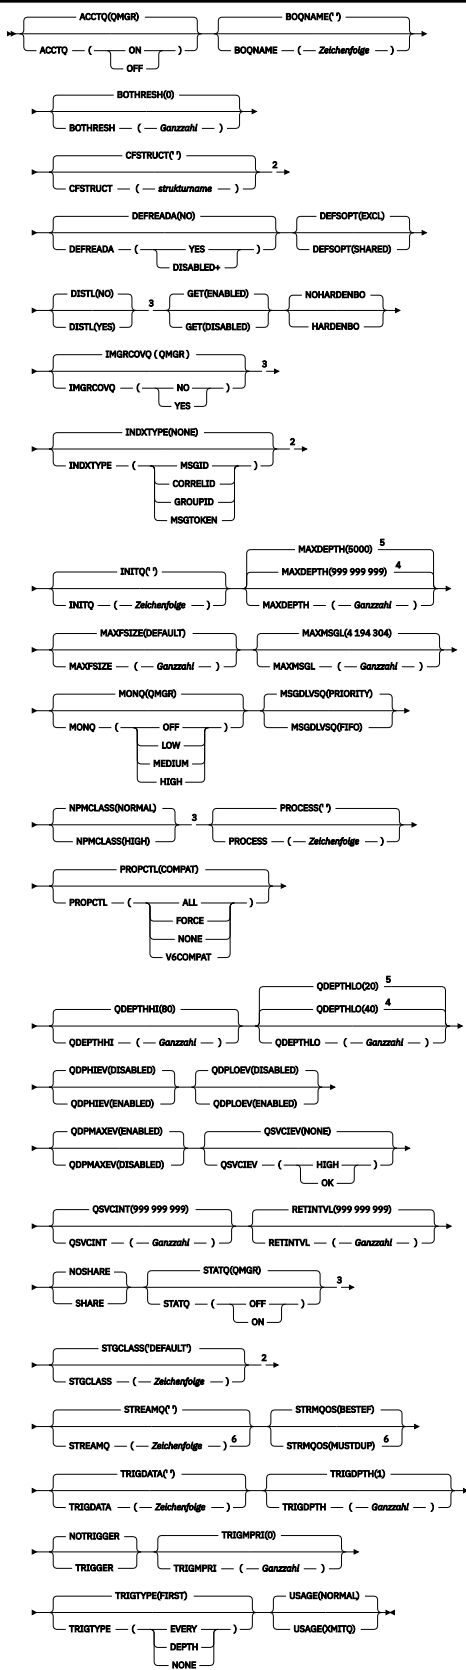 ACCTQ(QMGR) BOQNAME(' ')
ACCTQ ( ON ) BOQNAME ( Zeichenfolge )
OFF
BOTHRESH(0)
BOTHRESH ( Ganzzahl )
CFSTRUCT(' ') 2
CFSTRUCT ( strukturname )
DEFREADA(NO) DEFSOPT(EXCL)
DEFREADA ( YES ) DEFSOPT(SHARED)
DISABLED+
DISTL(NO) 3 GET(ENABLED) NOHARDENBO
DISTL(YES) GET(DISABLED) HARDENBO
IMGRCOVQ ( QMGR ) 3
IMGRCOVQ ( NO )
YES
INDXTYPE(NONE) 2
INDXTYPE ( MSGID )
CORRELID
GROUPID
MSGTOKEN
MAXDEPTH(5000) 5
INITQ(' ') MAXDEPTH(999 999 999) 4
INITQ ( Zeichenfolge ) MAXDEPTH ( Ganzzahl )
MAXFSIZE(DEFAULT) MAXMSGL(4 194 304)
MAXFSIZE ( Ganzzahl ) MAXMSGL ( Ganzzahl )
MONQ(QMGR) MSGDLVSQ(PRIORITY)
MONQ ( OFF ) MSGDLVSQ(FIFO)
LOW
MEDIUM
HIGH
NPMCLASS(NORMAL) 3 PROCESS(' ')
NPMCLASS(HIGH) PROCESS ( Zeichenfolge )
PROPCTL(COMPAT)
PROPCTL ( ALL )
FORCE
NONE
V6COMPAT
QDEPTHLO(20) 5
QDEPTHHI(80) QDEPTHLO(40) 4
QDEPTHHI ( Ganzzahl ) QDEPTHLO ( Ganzzahl )
QDPHIEV(DISABLED) QDPLOEV(DISABLED)
QDPHIEV(ENABLED) QDPLOEV(ENABLED)
QDPMAXEV(ENABLED) QSVCIEV(NONE)
QDPMAXEV(DISABLED) QSVCIEV ( HIGH )
OK
QSVCINT(999 999 999) RETINTVL(999 999 999)
QSVCINT ( Ganzzahl ) RETINTVL ( Ganzzahl )
NOSHARE STATQ(QMGR) 3
SHARE STATQ ( OFF )
ON
STGCLASS('DEFAULT') 2
STGCLASS ( Zeichenfolge )
STREAMQ(' ') STRMQOS(BESTEF)
STREAMQ ( Zeichenfolge ) 6 STRMQOS(MUSTDUP) 6
TRIGDATA(' ') TRIGDPTH(1)
TRIGDATA ( Zeichenfolge ) TRIGDPTH ( Ganzzahl )
NOTRIGGER TRIGMPRI(0)
TRIGGER TRIGMPRI ( Ganzzahl )
TRIGTYPE(FIRST) USAGE(NORMAL)
TRIGTYPE ( EVERY ) USAGE(XMITQ)
DEPTH
NONE